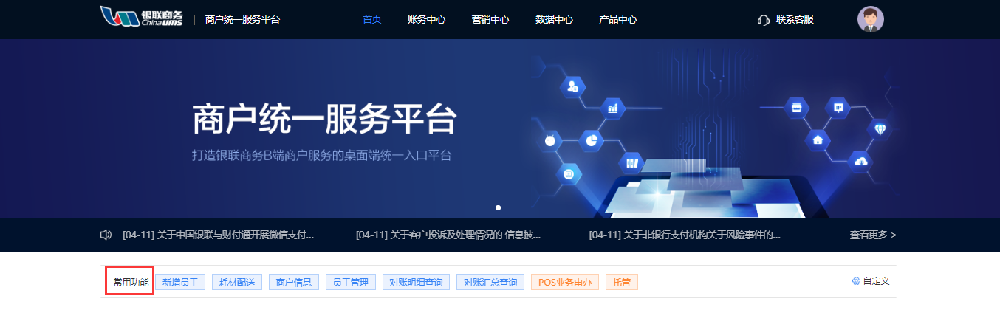 银联商务 China ums | 商户统一服务平台 首页 账务中心 营销中心 数据中心 产品中心 联系客服
商户统一服务平台
打造银联商务B端商户服务的桌面端统一入口平台
IP
[04-11] 关于中国银联与财付通开展微信支付... [04-11] 关于客户投诉及处理情况的 信息披... [04-11] 关于非银行支付机构关于风险事件的... 查看更多 >
常用功能 新增员工 耗材配送 商户信息 员工管理 对账明细查询 对账汇总查询 POS业务申办 托管 自定义